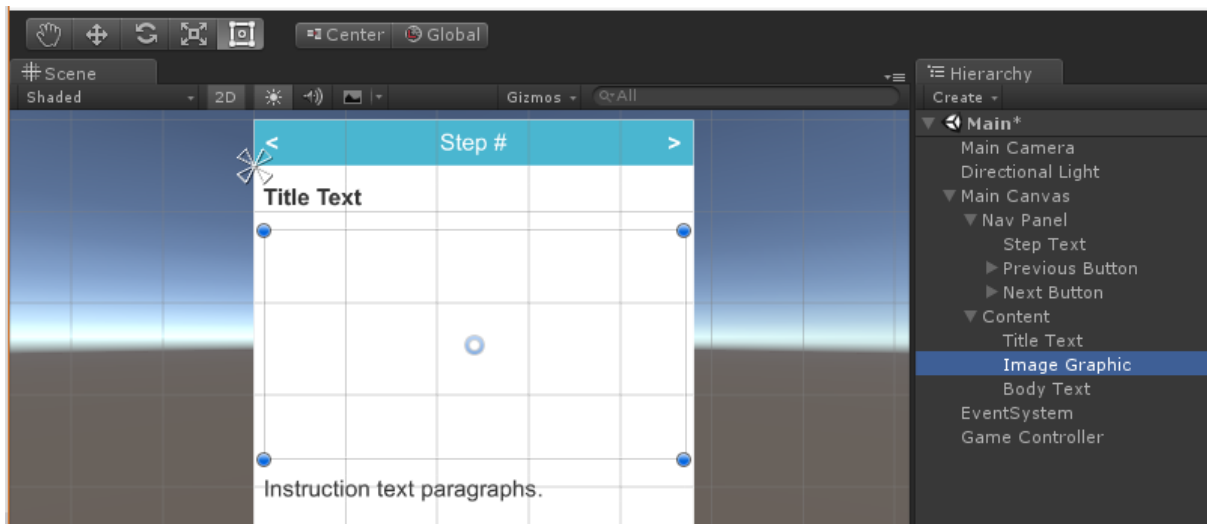 Center Global
Scene
Shaded 2D Gizmos All
< Step # >
Title Text
Instruction text paragraphs.
Hierarchy
Create
Main*
Main Camera
Directional Light
Main Canvas
Nav Panel
Step Text
Previous Button
Next Button
Content
Title Text
Image Graphic
Body Text
EventSystem
Game Controller